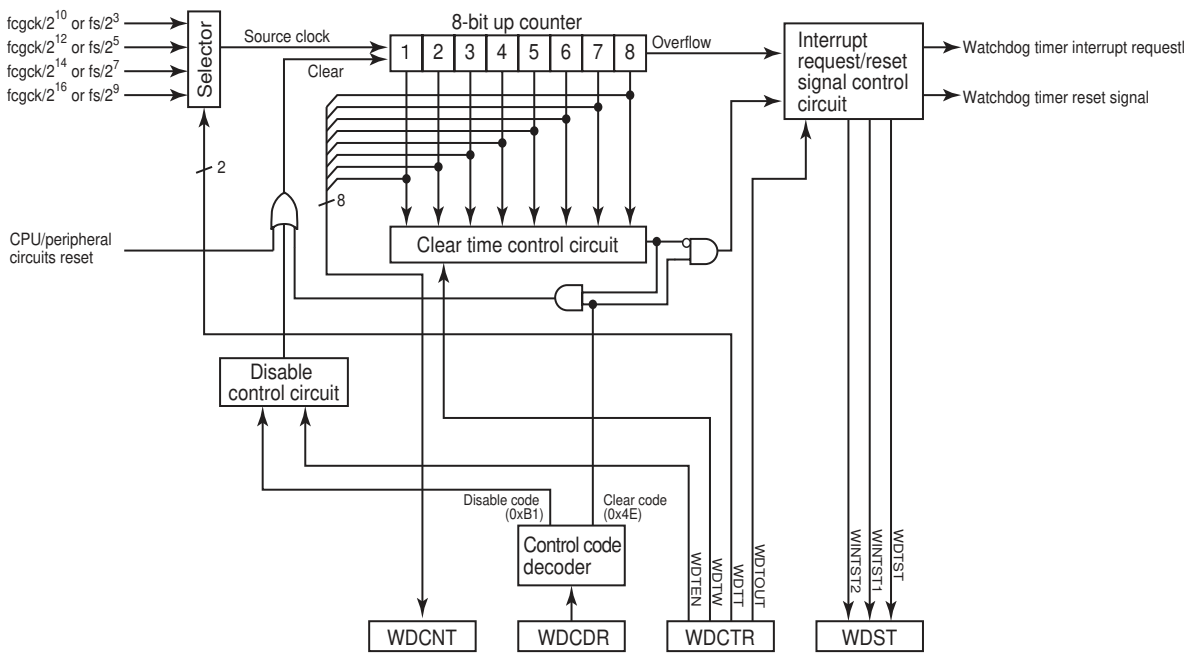 8-bit up counter
fcgck/2^10 or fs/2^3
fcgck/2^12 or fs/2^5
fcgck/2^14 or fs/2^7
fcgck/2^16 or fs/2^9
Selector
Source clock
Clear
1 2 3 4 5 6 7 8
Overflow
Interrupt
request/reset
signal control
circuit
Watchdog timer interrupt requestl
Watchdog timer reset signal
2
8
CPU/peripheral
circuits reset
Clear time control circuit
Disable
control circuit
Disable code
(0xB1)
Clear code
(0x4E)
Control code
decoder
WDTEN
WDTW
WDTT
WDTOUT
WINTST2
WINTST1
WDTST
WDCNT
WDCDR
WDCTR
WDST